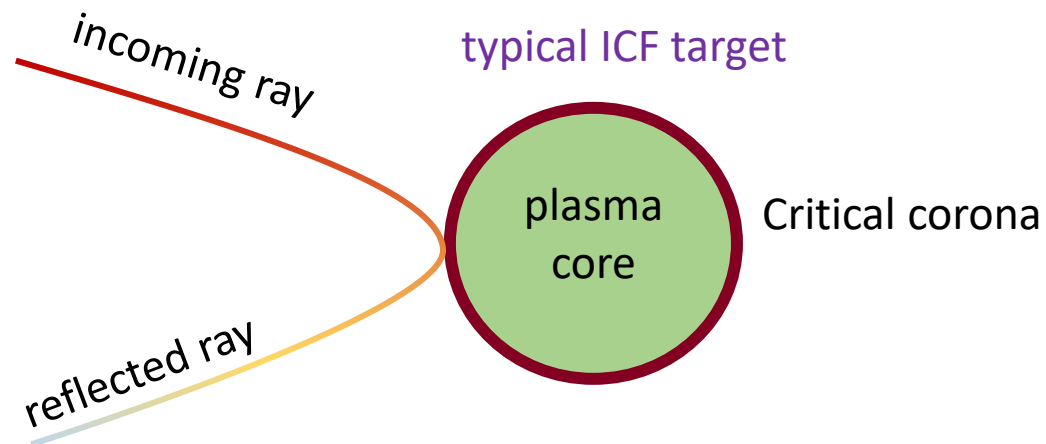 incoming ray
typical ICF target
plasma
core
Critical corona
reflected ray